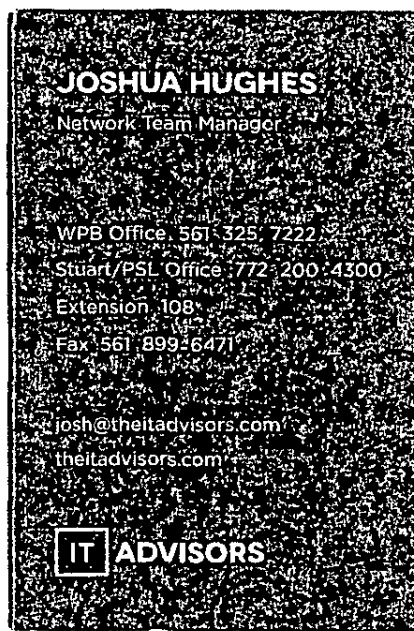 JOSHUA HUGHES
Network Team Manager
WPB Office 561 325 7222
Stuart/PSL Office 772 200 4300
Extension 108
Fax 561 899-6471
josh@theitadvisors.com
theitadvisors.com
IT ADVISORS